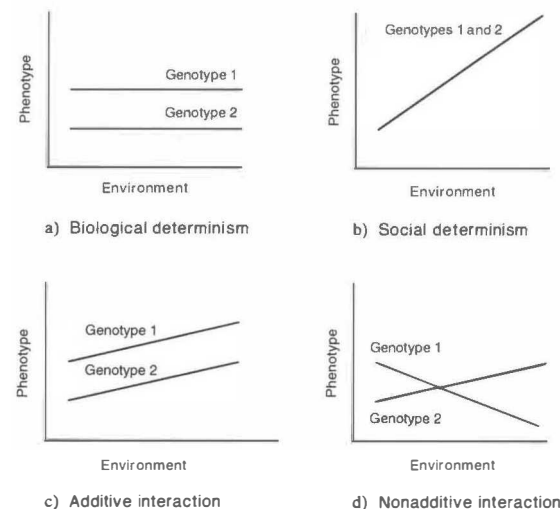 Phenotype
Genotype 1
Genotype 2
Environment
a) Biological determinism
Phenotype
Genotypes 1 and 2
Environment
b) Social determinism
Phenotype
Genotype 1
Genotype 2
Environment
c) Additive interaction
Phenotype
Genotype 1
Genotype 2
Environment
d) Nonadditive interaction